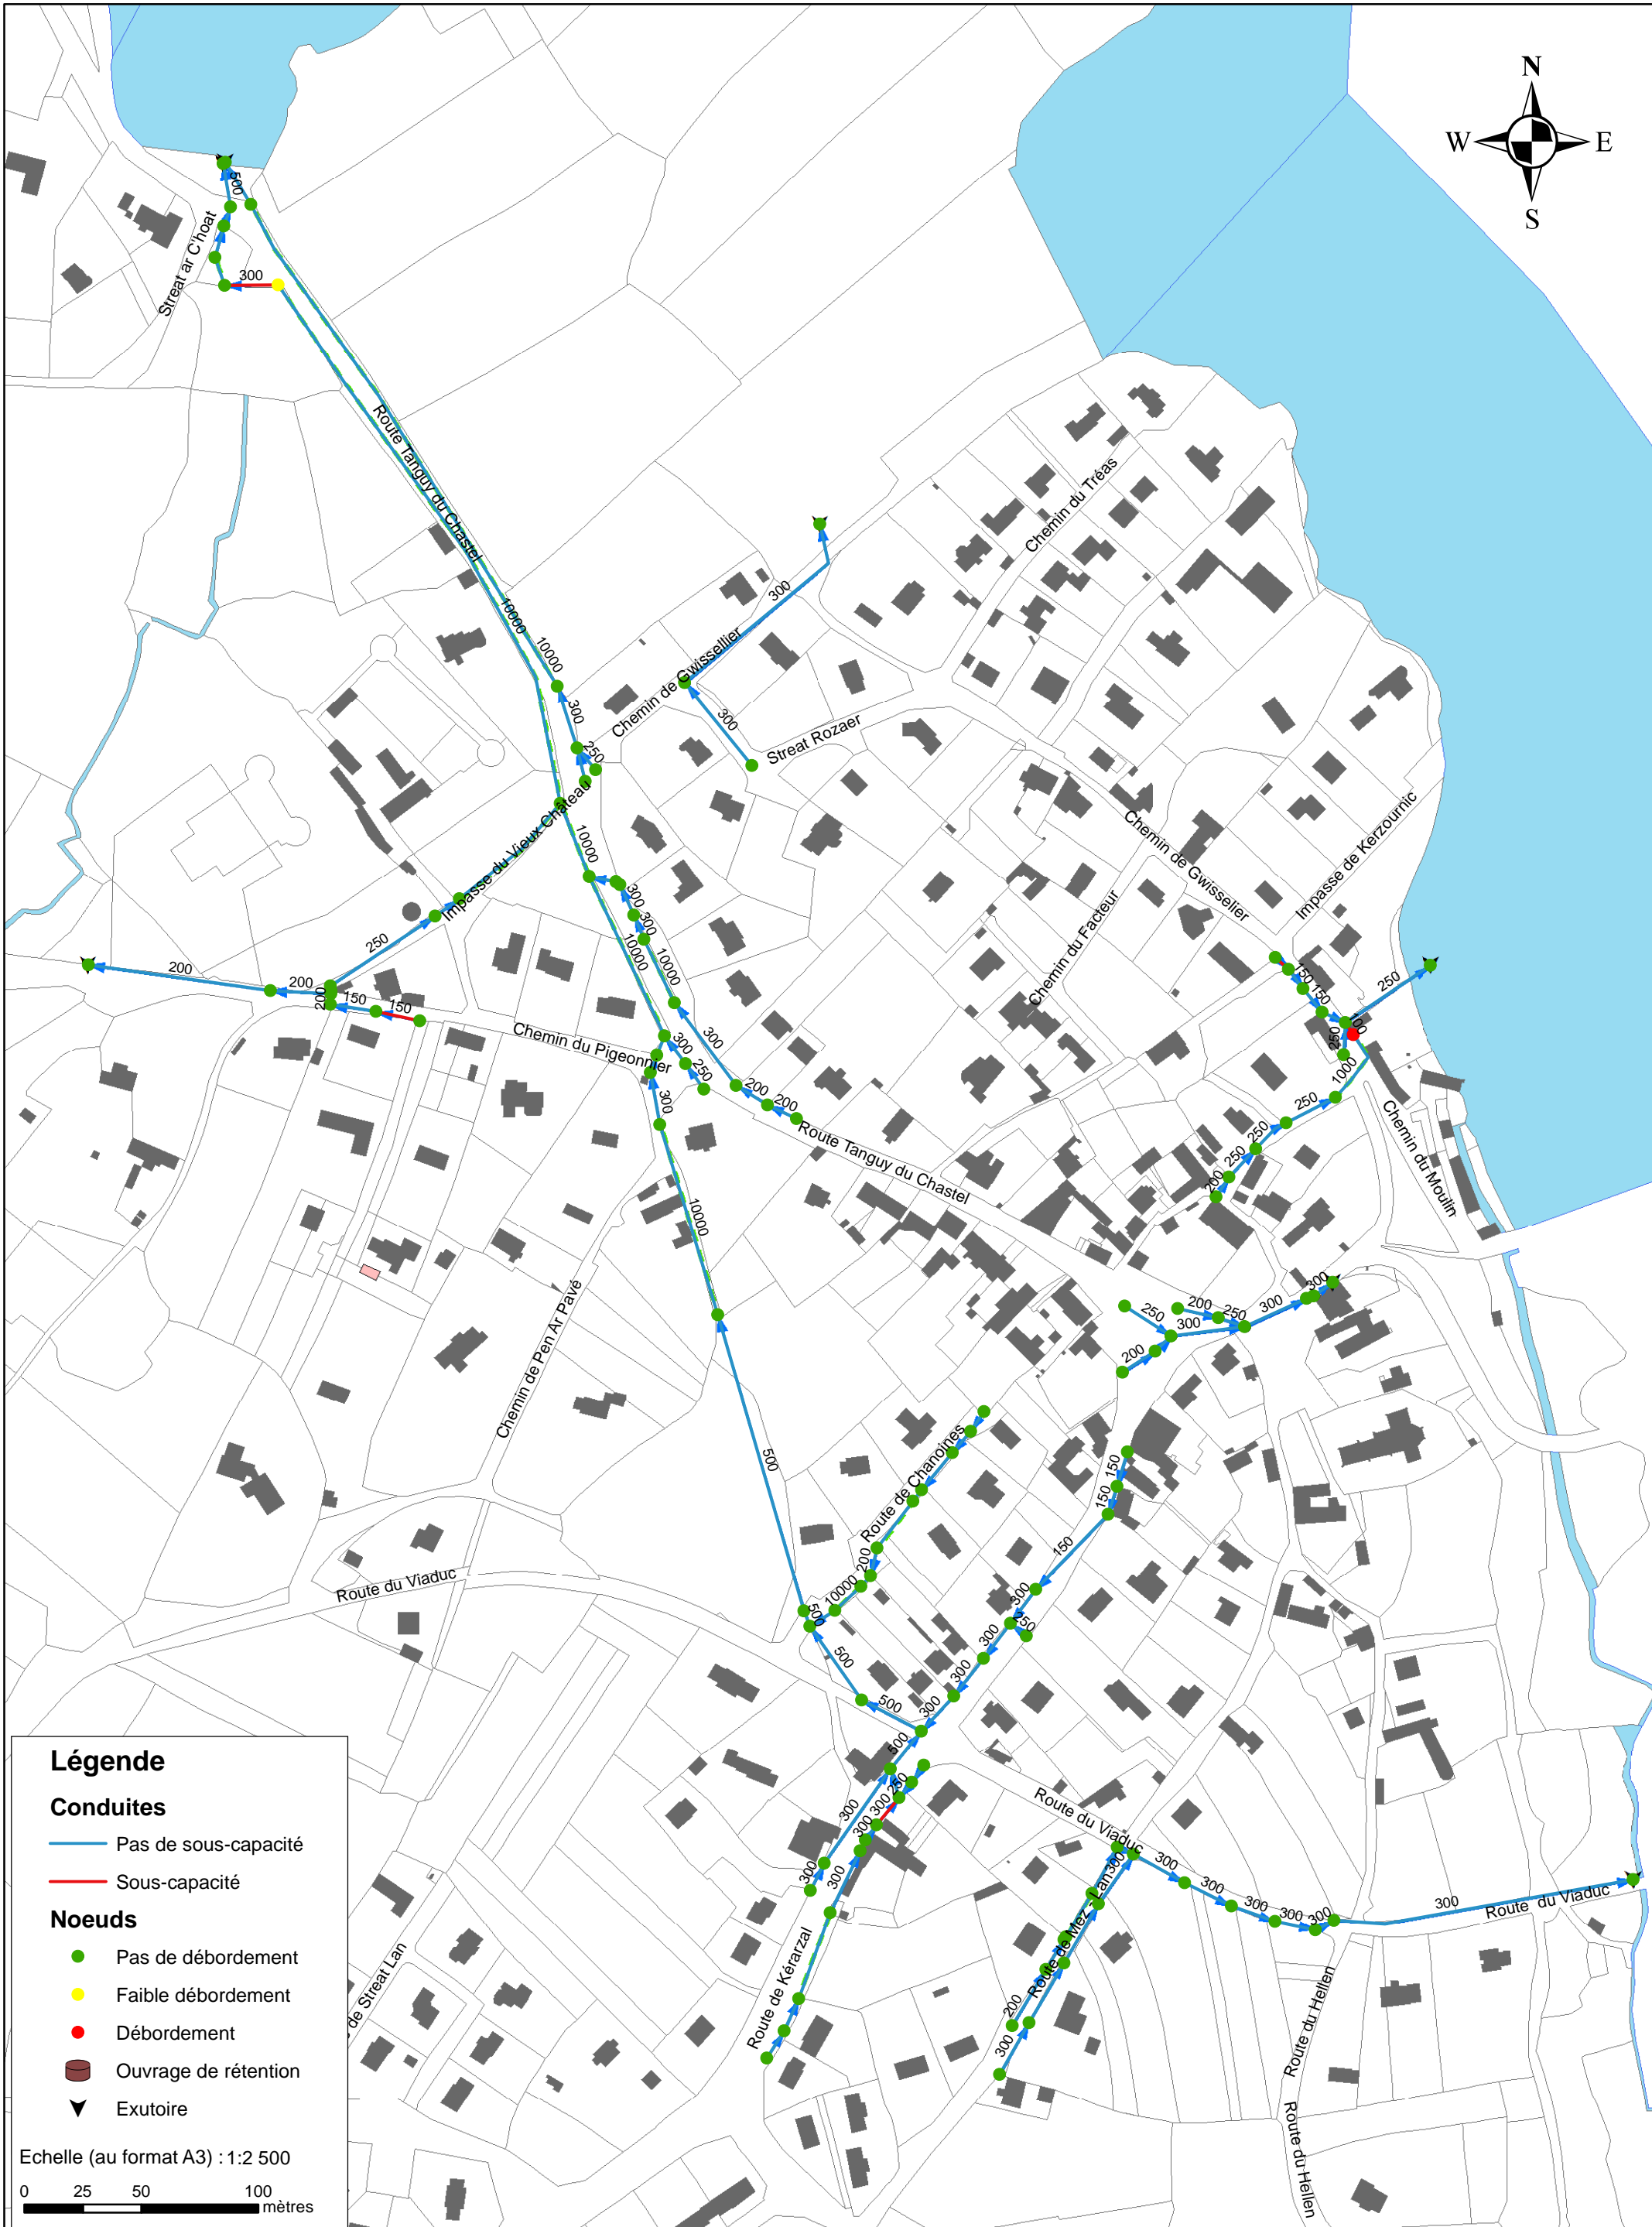 N
W E
S
500
Streat ar C'hoat
300
Route Tanguy du Chastel
10000
10000
300
250
Chemin de Gwissellier
300
300
Streat Rozaer
Chemin du Tréas
Impasse du Vieux Château
10000
300
300
10000
10000
300
250
200
200
200
150
150
Chemin du Pigeonnier
300
250
300
200
200
Route Tanguy du Chastel
10000
Chemin de Gwisselier
Impasse de Kerzournic
Chemin du Facteur
150
150
250
100
250
1000
250
250
250
200
Chemin du Moulin
Chemin de Pen Ar Pavé
250
200
250
300
300
300
200
500
Route de Chanoines
200
10000
500
150
150
150
300
250
300
300
300
500
500
500
Route du Viaduc
250
300
300
300
300
300
Route du Viaduc
300
300
300
300
300
300
Route du Viaduc
Route de Mez - Lan
300
200
300
Route de Kérarzal
de Streat Lan
Route du Hellen
Route du Hellen
Légende
Conduites
Pas de sous-capacité
Sous-capacité
Noeuds
Pas de débordement
Faible débordement
Débordement
Ouvrage de rétention
Exutoire
Echelle (au format A3) : 1:2 500
0 25 50 100
mètres